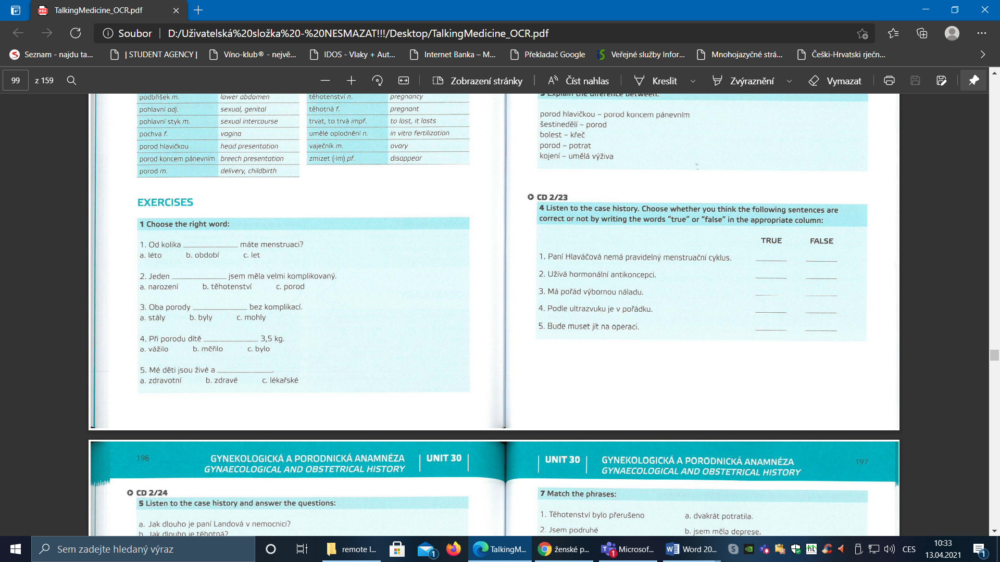 TalkingMedicine_OCR.pdf
Soubor
D:/Uživatelská%20složka%20-%20NESMAZAT!!!/Desktop/TalkingMedicine_OCR.pdf
Seznam - najdu ta...
| STUDENT AGENCY |
Víno-klub® - největ...
IDOS - Vlaky + Aut...
Internet Banka – M...
Překladač Google
Veřejné služby Infor...
Mnohojazyčné strá...
Češki-Hrvatski rječn...
99
z 159
Zobrazení stránky
Číst nahlas
Kreslit
Zvýraznění
Vymazat
podbřišek m. lower abdomen
pohlavní adj. sexual, genital
pohlavní styk m. sexual intercourse
pochva f. vagina
porod hlavičkou head presentation
porod koncem pánevním breech presentation
porod m. delivery, childbirth
těhotenství n. pregnancy
těhotná f. pregnant
trvat, to trvá impf. to last, it lasts
umělé oplodnění n. in vitro fertilization
vaječník m. ovary
zmizet (-ím) pf. disappear
EXERCISES
1 Choose the right word:
1. Od kolika ____________ máte menstruaci?
a. léto b. období c. let
2. Jeden ____________ jsem měla velmi komplikovaný.
a. narození b. těhotenství c. porod
3. Oba porody ____________ bez komplikací.
a. stály b. byly c. mohly
4. Při porodu dítě ____________ 3,5 kg.
a. vážilo b. měřilo c. bylo
5. Mé děti jsou živé a ____________.
a. zdravotní b. zdravé c. lékařské
3 Explain the diference between:
porod hlavičkou – porod koncem pánevním
šestinedělí – porod
bolest – křeč
porod – potrat
kojení – umělá výživa
CD 2/23
4 Listen to the case history. Choose whether you think the following sentences are
correct or not by writing the words “true” or “false” in the appropriate column:
TRUE FALSE
1. Paní Hlaváčová nemá pravidelný menstruační cyklus. ______ ______
2. Užívá hormonální antikoncepci. ______ ______
3. Má pořád výbornou náladu. ______ ______
4. Podle ultrazvuku je v pořádku. ______ ______
5. Bude muset jít na operaci. ______ ______
196
GYNEKOLOGICKÁ A PORODNICKÁ ANAMNÉZA
GYNAECOLOGICAL AND OBSTETRICAL HISTORY
UNIT 30
CD 2/24
5 Listen to the case history and answer the questions:
a. Jak dlouho je paní Landová v nemocnici?
b. Jak dlouho je těhotná?
UNIT 30
GYNEKOLOGICKÁ A PORODNICKÁ ANAMNÉZA
GYNAECOLOGICAL AND OBSTETRICAL HISTORY
197
7 Match the phrases:
1. Těhotenství bylo přerušeno a. dvakrát potratila.
2. Jsem podruhé b. jsem měla deprese.
Sem zadejte hledaný výraz
remote l...
1
TalkingM...
ženské p...
1
Microsof...
Word 20...
CES
10:33
13.04.2021
1